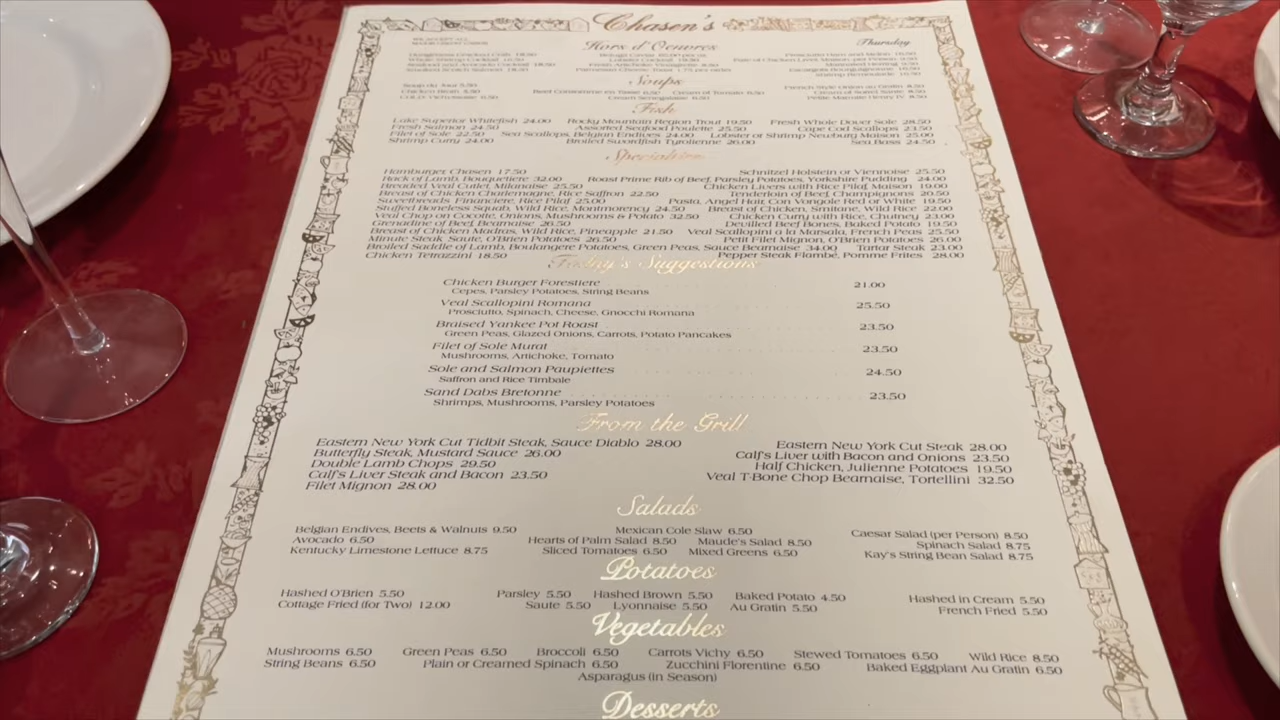 Chasen's
Hors d'Oeuvres
Thursday
Soups
Fish
Lake Superior Whitefish 24.00 Rocky Mountain Region Trout 19.50 Fresh Whole Dover Sole 28.50
Fresh Salmon 24.50 Assorted Seafood Poulette 25.50 Cape Cod Scallops 23.50
Filet of Sole 22.50 Sea Scallops, Belgian Endives 24.00 Lobster or Shrimp Newburg Maison 25.00
Shrimp Curry 24.00 Broiled Swordfish Tyrolienne 26.00 Sea Bass 24.50
Specialties
Hamburger Chasen 17.50 Schnitzel Holstein or Viennoise 25.50
Rack of Lamb, Bouquetiere 32.00 Roast Prime Rib of Beef, Parsley Potatoes, Yorkshire Pudding 24.00
Breaded Veal Cutlet, Milanaise 25.50 Chicken Livers with Rice Pilaf, Maison 19.00
Breast of Chicken Charlemagne, Rice Saffron 22.50 Tenderloin of Beef, Champignons 20.50
Sweetbreads Financiere, Rice Pilaf 25.00 Pasta, Angel Hair, Con Vongole Red or White 19.50
Stuffed Boneless Squab, Wild Rice, Montmorency 24.50 Breast of Chicken, Smitane, Wild Rice 22.00
Veal Chop en Cocotte, Onions, Mushrooms & Potato 32.50 Chicken Curry with Rice, Chutney 23.00
Grenadine of Beef, Bearnaise 26.50 Devilled Beef Bones, Baked Potato 19.50
Breast of Chicken Madras, Wild Rice, Pineapple 21.50 Veal Scallopini a la Marsala, French Peas 25.50
Minute Steak Saute, O'Brien Potatoes 26.50 Petit Filet Mignon, O'Brien Potatoes 26.00
Broiled Saddle of Lamb, Boulangere Potatoes, Green Peas, Sauce Bearnaise 34.00 Tartar Steak 23.00
Chicken Tetrazzini 18.50 Pepper Steak Flambé, Pomme Frites 28.00
Today's Suggestions
Chicken Burger Forestiere 21.00
Cepes, Parsley Potatoes, String Beans
Veal Scallopini Romana 25.50
Prosciutto, Spinach, Cheese, Gnocchi Romana
Braised Yankee Pot Roast 23.50
Green Peas, Glazed Onions, Carrots, Potato Pancakes
Filet of Sole Murat 23.50
Mushrooms, Artichoke, Tomato
Sole and Salmon Paupiettes 24.50
Saffron and Rice Timbale
Sand Dabs Bretonne 23.50
Shrimps, Mushrooms, Parsley Potatoes
From the Grill
Eastern New York Cut Tidbit Steak, Sauce Diablo 28.00 Eastern New York Cut Steak 28.00
Butterfly Steak, Mustard Sauce 26.00 Calf's Liver with Bacon and Onions 23.50
Double Lamb Chops 29.50 Half Chicken, Julienne Potatoes 19.50
Calf's Liver Steak and Bacon 23.50 Veal T-Bone Chop Bearnaise, Tortellini 32.50
Filet Mignon 28.00
Salads
Belgian Endives, Beets & Walnuts 9.50 Mexican Cole Slaw 6.50 Caesar Salad (per Person) 8.50
Avocado 6.50 Hearts of Palm Salad 8.50 Maude's Salad 8.50 Spinach Salad 8.75
Kentucky Limestone Lettuce 8.75 Sliced Tomatoes 6.50 Mixed Greens 6.50 Kay's String Bean Salad 8.75
Potatoes
Hashed O'Brien 5.50 Parsley 5.50 Hashed Brown 5.50 Baked Potato 4.50 Hashed in Cream 5.50
Cottage Fried (for Two) 12.00 Saute 5.50 Lyonnaise 5.50 Au Gratin 5.50 French Fried 5.50
Vegetables
Mushrooms 6.50 Green Peas 6.50 Broccoli 6.50 Carrots Vichy 6.50 Stewed Tomatoes 6.50 Wild Rice 8.50
String Beans 6.50 Plain or Creamed Spinach 6.50 Zucchini Florentine 6.50 Baked Eggplant Au Gratin 6.50
Asparagus (in Season)
Desserts